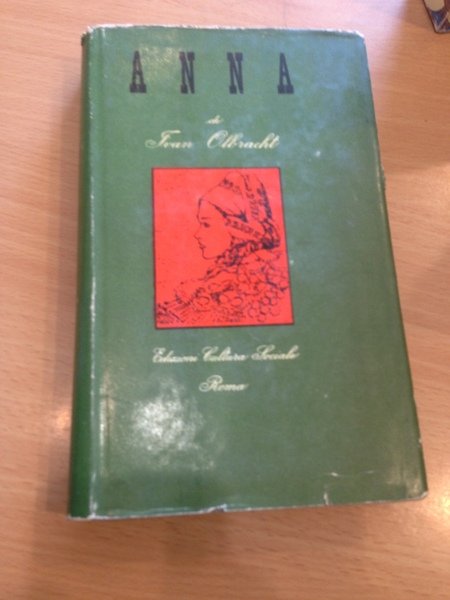 ANNA
di
Ivan Olbracht
Edizioni Cultura Sociale
Roma